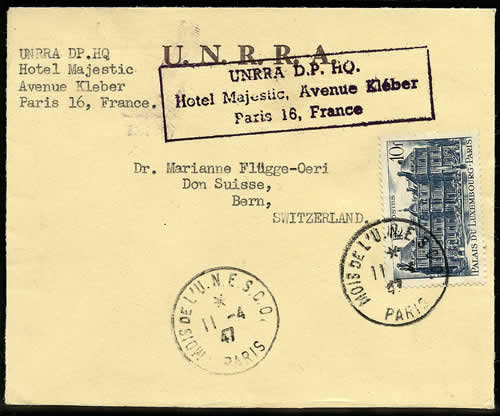 UNRRA DP.HQ
Hotel Majestic
Avenue Kleber
Paris 16, France.
U. N. R. R. A.
UNRRA D.P. HQ.
Hotel Majestic, Avenue Kléber
Paris 16, France
Dr. Marianne Flügge-Oeri
Don Suisse,
Bern,
SWITZERLAND.
10f
POSTES
PALAIS DU LUXEMBOURG-PARIS
MOIS DE L'U.N.E.S.C.O.
*
11
47
PARIS
MOIS DE L'U.N.E.S.C.O.
*
11 -4
47
PARIS